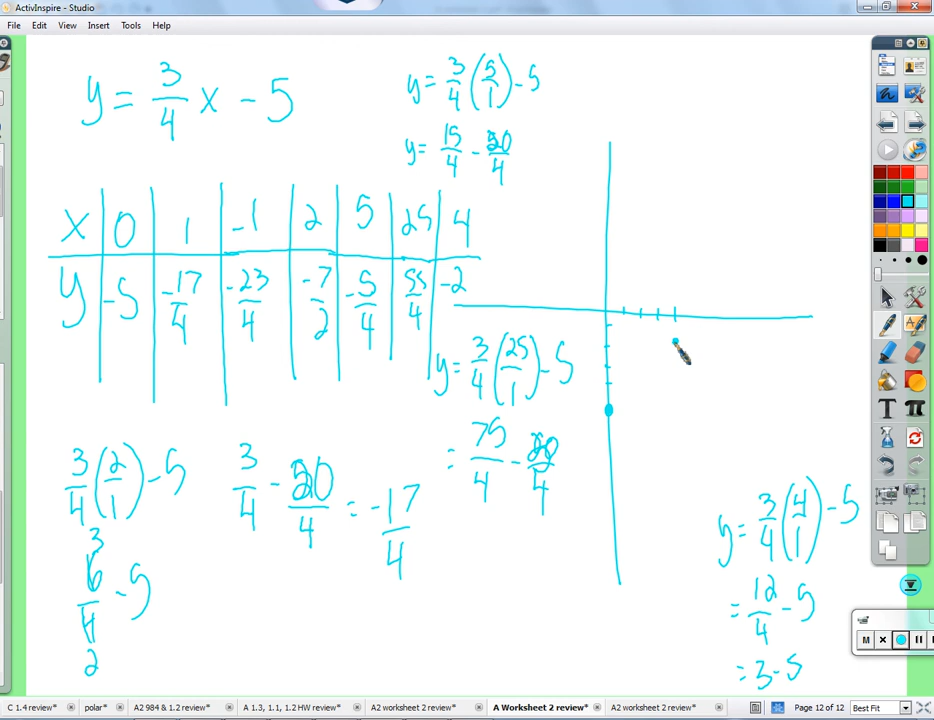 ActivInspire - Studio
File Edit View Insert Tools Help
y = 3/4 x - 5
y = 3/4 (5/1) - 5
y = 15/4 - 20/4
x 0 1 -1 2 5 25 4
y -5 -17/4 -23/4 -7/2 -5/4 55/4 -2
y = 3/4 (25/1) - 5
= 75/4 - 20/4
3/4 (2/1) - 5
3/4 - 20/4 = -17/4
3
6/4 - 5
2
y = 3/4 (4/1) - 5
= 12/4 - 5
= 3 - 5
M
C 1.4 review* polar* A2 984 & 1.2 review* A 1.3, 1.1, 1.2 HW review* A2 worksheet 2 review* A Worksheet 2 review* A2 worksheet 2 review* Page 12 of 12 Best Fit